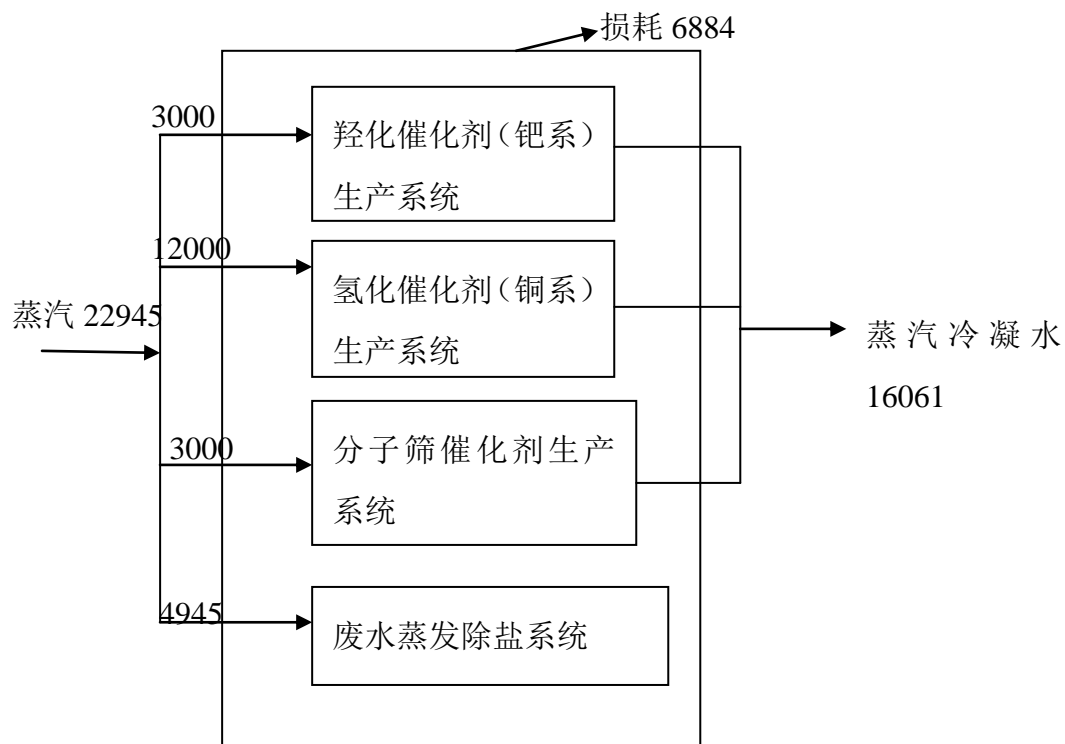 损耗 6884
3000
羟化催化剂（钯系）
生产系统
12000
氢化催化剂（铜系）
生产系统
蒸汽 22945
蒸汽冷凝水
16061
3000
分子筛催化剂生产
系统
4945
废水蒸发除盐系统